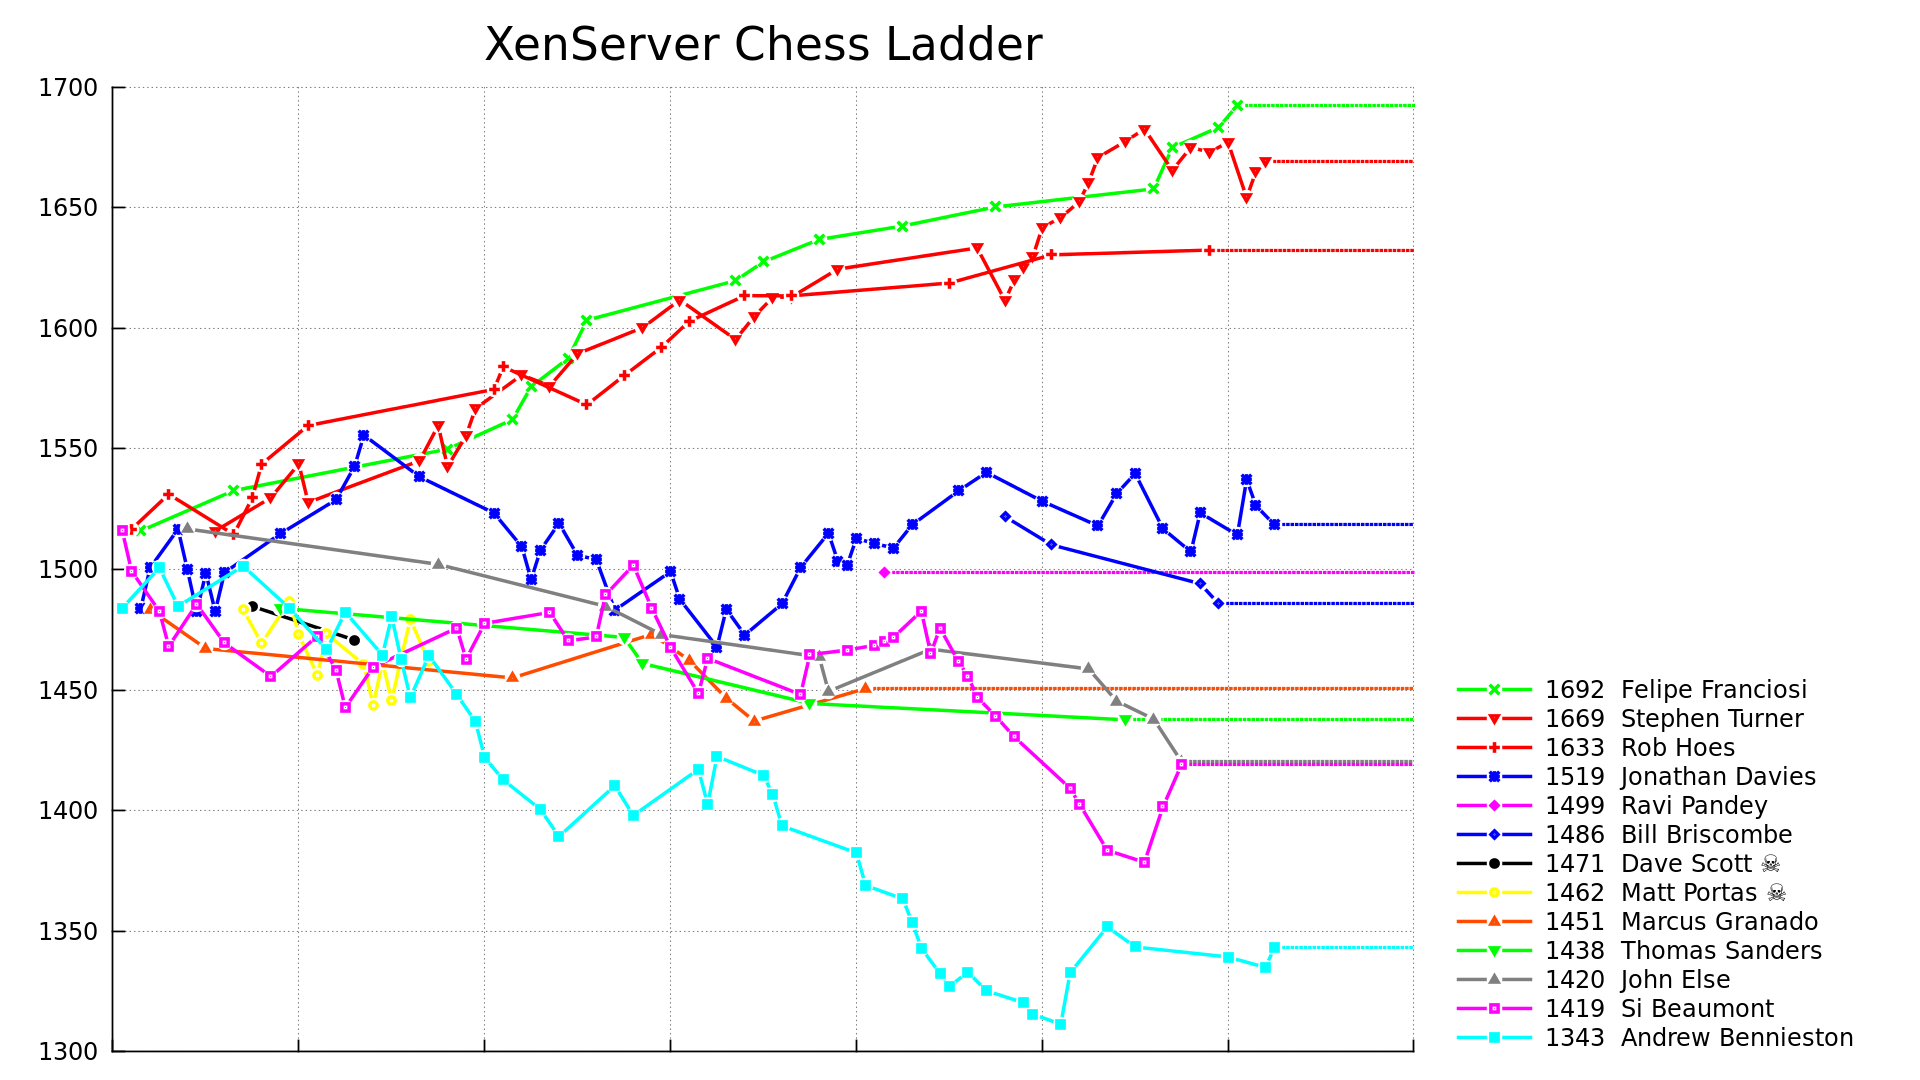 XenServer Chess Ladder
1700
1650
1600
1550
1500
1450
1400
1350
1300
1692 Felipe Franciosi
1669 Stephen Turner
1633 Rob Hoes
1519 Jonathan Davies
1499 Ravi Pandey
1486 Bill Briscombe
1471 Dave Scott ☠
1462 Matt Portas ☠
1451 Marcus Granado
1438 Thomas Sanders
1420 John Else
1419 Si Beaumont
1343 Andrew Bennieston